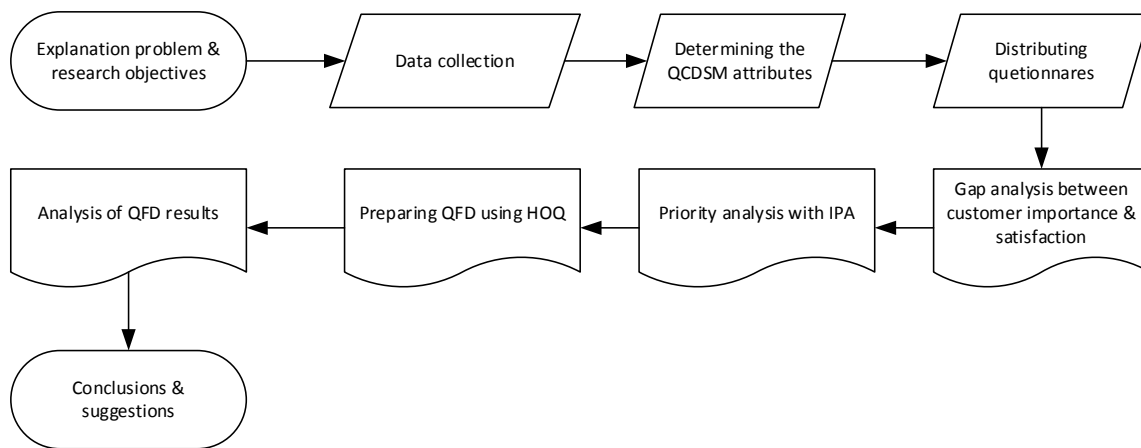 Explanation problem &
research objectives
Data collection
Determining the
QCDSM attributes
Distributing
quetionnares
Gap analysis between
customer importance &
satisfaction
Priority analysis with IPA
Preparing QFD using HOQ
Analysis of QFD results
Conclusions &
suggestions